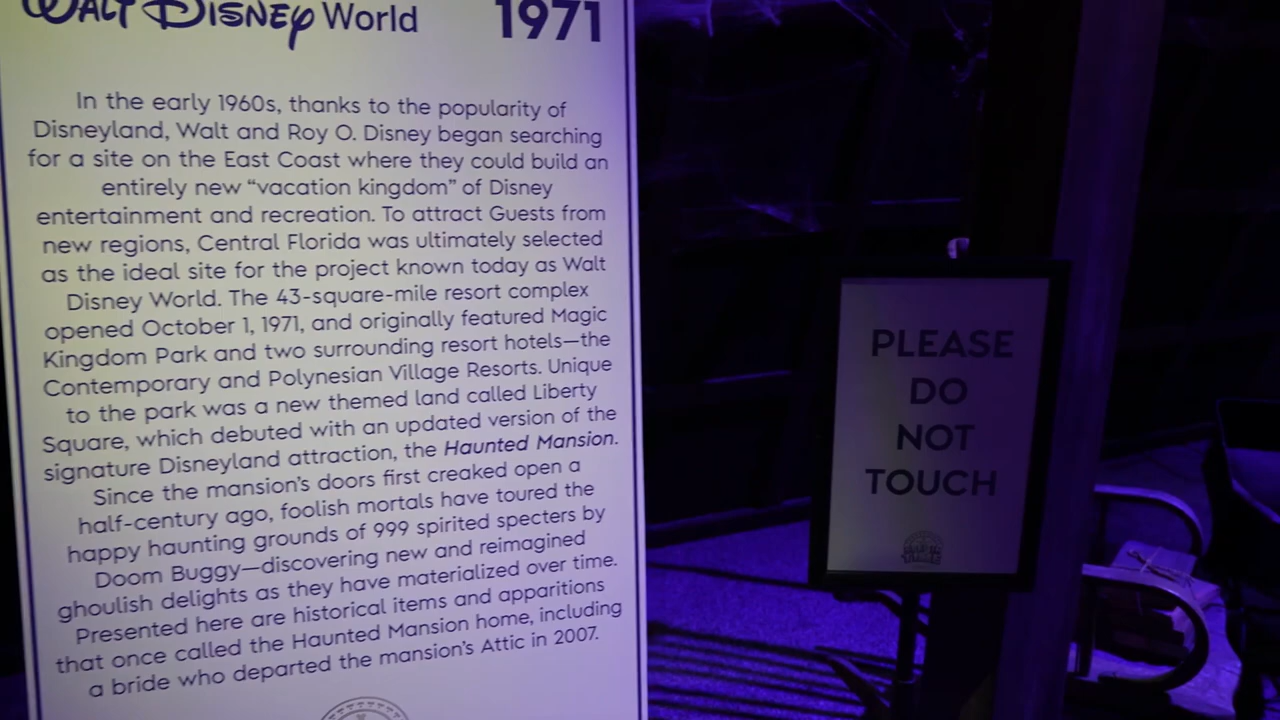 WALT DISNEY World 1971
In the early 1960s, thanks to the popularity of
Disneyland, Walt and Roy O. Disney began searching
for a site on the East Coast where they could build an
entirely new “vacation kingdom” of Disney
entertainment and recreation. To attract Guests from
new regions, Central Florida was ultimately selected
as the ideal site for the project known today as Walt
Disney World. The 43-square-mile resort complex
opened October 1, 1971, and originally featured Magic
Kingdom Park and two surrounding resort hotels—the
Contemporary and Polynesian Village Resorts. Unique
to the park was a new themed land called Liberty
Square, which debuted with an updated version of the
signature Disneyland attraction, the Haunted Mansion.
Since the mansion’s doors first creaked open a
half-century ago, foolish mortals have toured the
happy haunting grounds of 999 spirited specters by
Doom Buggy—discovering new and reimagined
ghoulish delights as they have materialized over time.
Presented here are historical items and apparitions
that once called the Haunted Mansion home, including
a bride who departed the mansion’s Attic in 2007.
PLEASE
DO
NOT
TOUCH